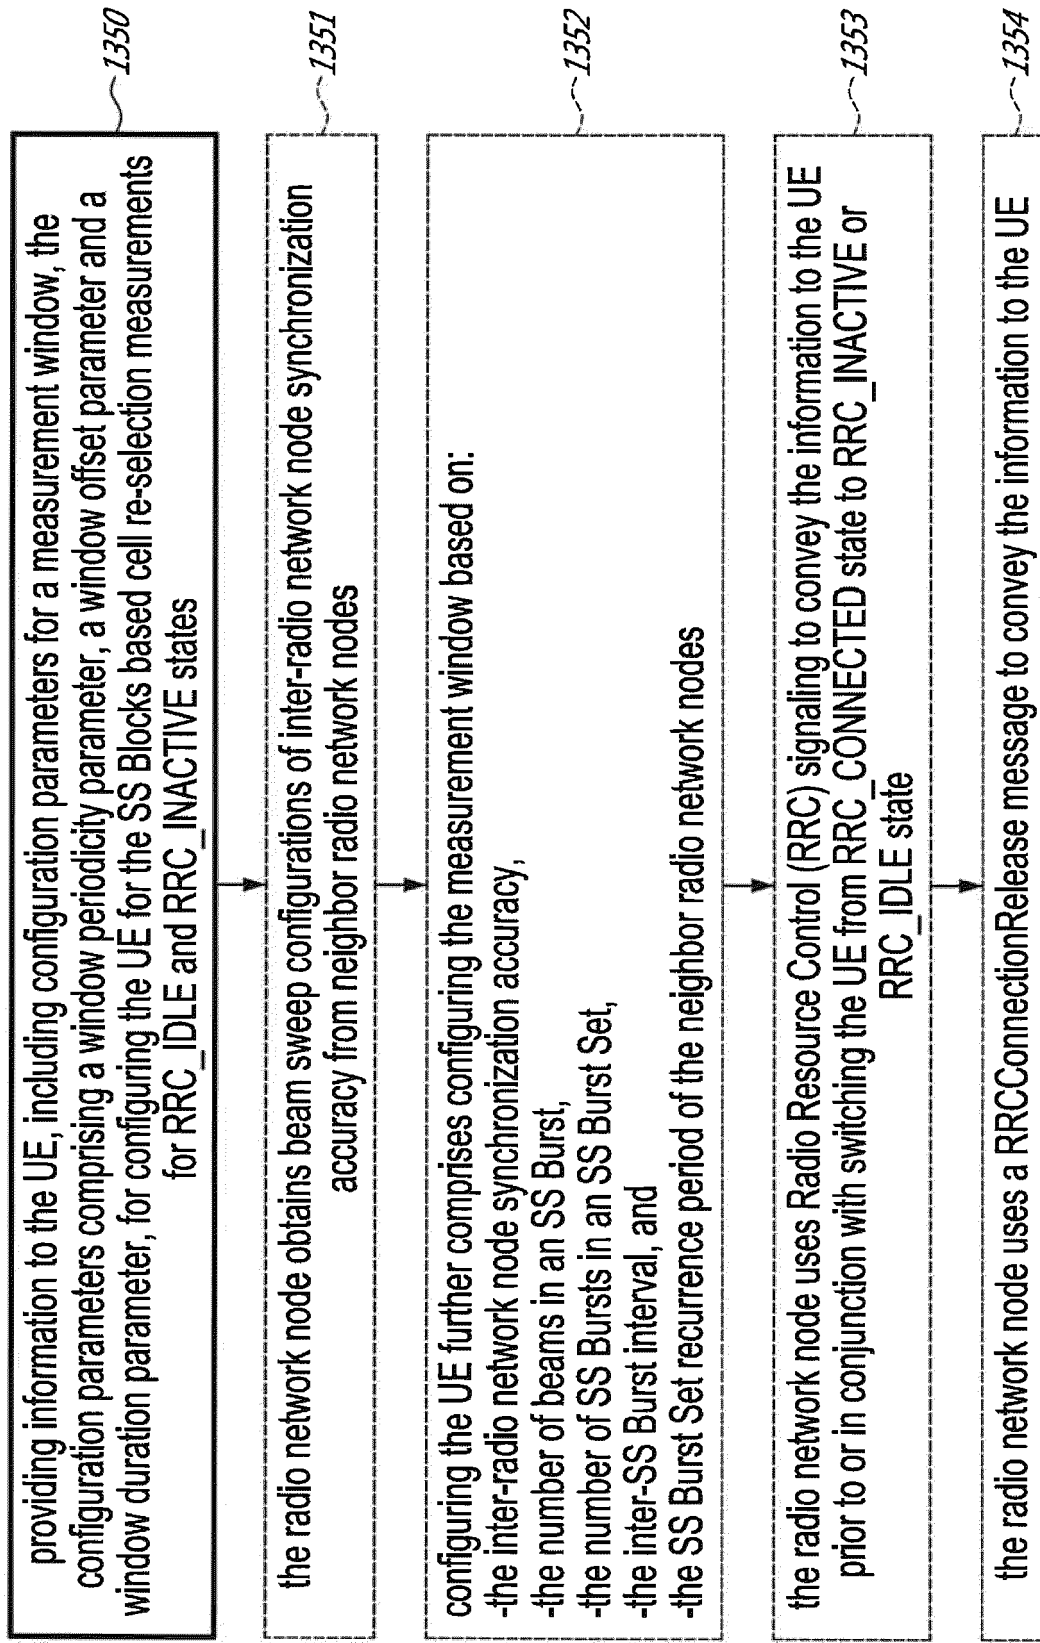 1350
providing information to the UE, including configuration parameters for a measurement window, the
configuration parameters comprising a window periodicity parameter, a window offset parameter and a
window duration parameter, for configuring the UE for the SS Blocks based cell re-selection measurements
for RRC_IDLE and RRC_INACTIVE states
1351
the radio network node obtains beam sweep configurations of inter-radio network node synchronization
accuracy from neighbor radio network nodes
1352
configuring the UE further comprises configuring the measurement window based on:
-the inter-radio network node synchronization accuracy,
-the number of beams in an SS Burst,
-the number of SS Bursts in an SS Burst Set,
-the inter-SS Burst interval, and
-the SS Burst Set recurrence period of the neighbor radio network nodes
1353
the radio network node uses Radio Resource Control (RRC) signaling to convey the information to the UE
prior to or in conjunction with switching the UE from RRC_CONNECTED state to RRC_INACTIVE or
RRC_IDLE state
1354
the radio network node uses a RRCConnectionRelease message to convey the information to the UE